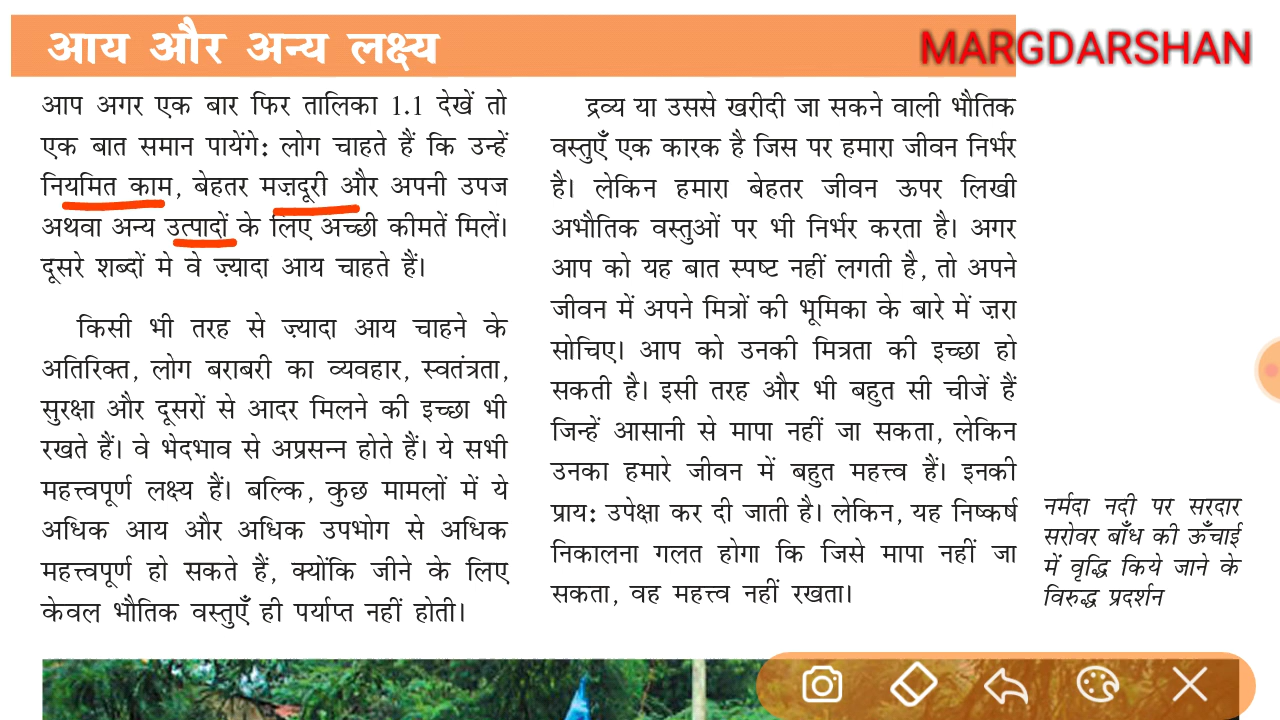 आय और अन्य लक्ष्य
MARGDARSHAN
आप अगर एक बार फिर तालिका 1.1 देखें तो
एक बात समान पायेंगे: लोग चाहते हैं कि उन्हें
नियमित काम, बेहतर मज़दूरी और अपनी उपज
अथवा अन्य उत्पादों के लिए अच्छी कीमतें मिलें।
दूसरे शब्दों मे वे ज़्यादा आय चाहते हैं।
किसी भी तरह से ज़्यादा आय चाहने के
अतिरिक्त, लोग बराबरी का व्यवहार, स्वतंत्रता,
सुरक्षा और दूसरों से आदर मिलने की इच्छा भी
रखते हैं। वे भेदभाव से अप्रसन्न होते हैं। ये सभी
महत्त्वपूर्ण लक्ष्य हैं। बल्कि, कुछ मामलों में ये
अधिक आय और अधिक उपभोग से अधिक
महत्त्वपूर्ण हो सकते हैं, क्योंकि जीने के लिए
केवल भौतिक वस्तुएँ ही पर्याप्त नहीं होती।
द्रव्य या उससे खरीदी जा सकने वाली भौतिक
वस्तुएँ एक कारक है जिस पर हमारा जीवन निर्भर
है। लेकिन हमारा बेहतर जीवन ऊपर लिखी
अभौतिक वस्तुओं पर भी निर्भर करता है। अगर
आप को यह बात स्पष्ट नहीं लगती है, तो अपने
जीवन में अपने मित्रों की भूमिका के बारे में ज़रा
सोचिए। आप को उनकी मित्रता की इच्छा हो
सकती है। इसी तरह और भी बहुत सी चीजें हैं
जिन्हें आसानी से मापा नहीं जा सकता, लेकिन
उनका हमारे जीवन में बहुत महत्त्व हैं। इनकी
प्राय: उपेक्षा कर दी जाती है। लेकिन, यह निष्कर्ष
निकालना गलत होगा कि जिसे मापा नहीं जा
सकता, वह महत्त्व नहीं रखता।
नर्मदा नदी पर सरदार
सरोवर बाँध की ऊँचाई
में वृद्धि किये जाने के
विरुद्ध प्रदर्शन